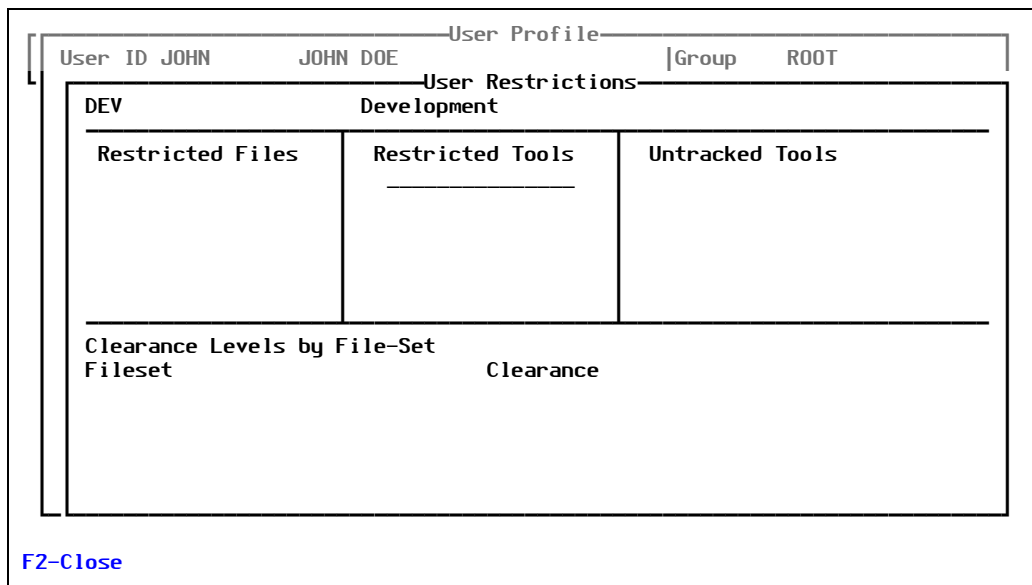 User Profile
User ID JOHN JOHN DOE Group ROOT
User Restrictions
DEV Development
Restricted Files Restricted Tools Untracked Tools
_______________
Clearance Levels by File-Set
Fileset Clearance
F2-Close